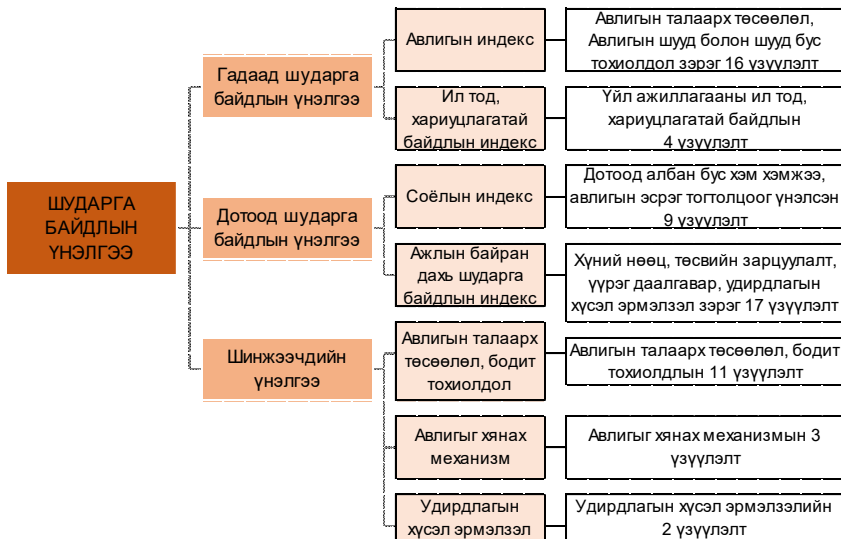 ШУДАРГА
БАЙДЛЫН
ҮНЭЛГЭЭ
Гадаад шударга
байдлын үнэлгээ
Авлигын индекс
Авлигын талаарх төсөөлөл,
Авлигын шууд болон шууд бус
тохиолдол зэрэг 16 үзүүлэлт
Ил тод,
хариуцлагатай
байдлын индекс
Үйл ажиллагааны ил тод,
хариуцлагатай байдлын
4 үзүүлэлт
Дотоод шударга
байдлын үнэлгээ
Соёлын индекс
Дотоод албан бус хэм хэмжээ,
авлигын эсрэг тогтолцоог үнэлсэн
9 үзүүлэлт
Ажлын байран
дахь шударга
байдлын индекс
Хүний нөөц, төсвийн зарцуулалт,
үүрэг даалгавар, удирдлагын
хүсэл эрмэлзэл зэрэг 17 үзүүлэлт
Шинжээчдийн
үнэлгээ
Авлигын талаарх
төсөөлөл, бодит
тохиолдол
Авлигын талаарх төсөөлөл, бодит
тохиолдлын 11 үзүүлэлт
Авлигыг хянах
механизм
Авлигыг хянах механизмын 3
үзүүлэлт
Удирдлагын
хүсэл эрмэлзэл
Удирдлагын хүсэл эрмэлзэлийн
2 үзүүлэлт